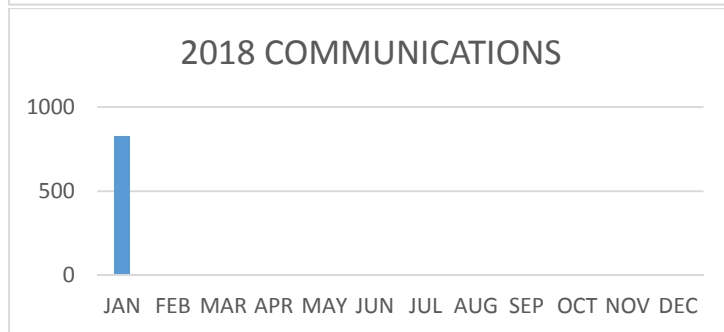 2018 COMMUNICATIONS
1000
500
0
JAN FEB MAR APR MAY JUN JUL AUG SEP OCT NOV DEC